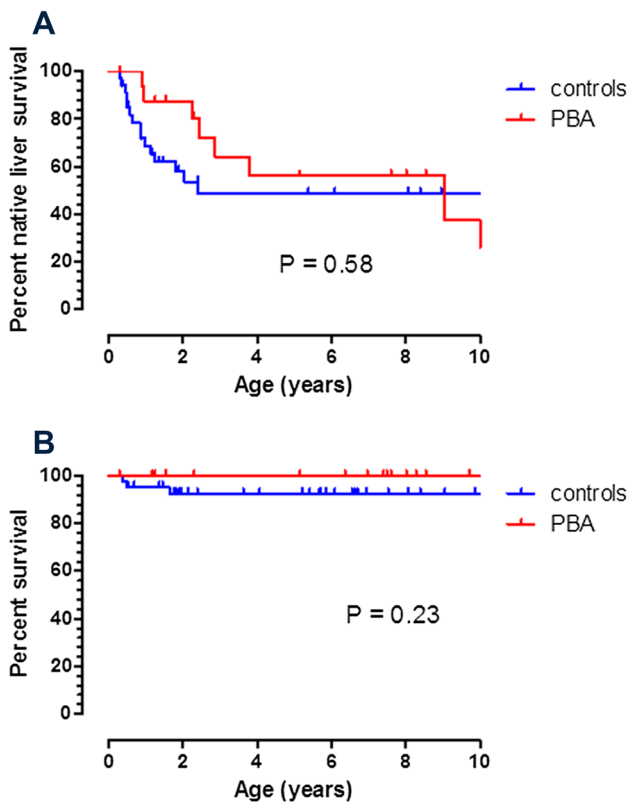 A
Percent native liver survival
100
80
60
40
20
0
P = 0.58
0 2 4 6 8 10
Age (years)
controls
PBA
B
Percent survival
100
80
60
40
20
0
P = 0.23
0 2 4 6 8 10
Age (years)
controls
PBA